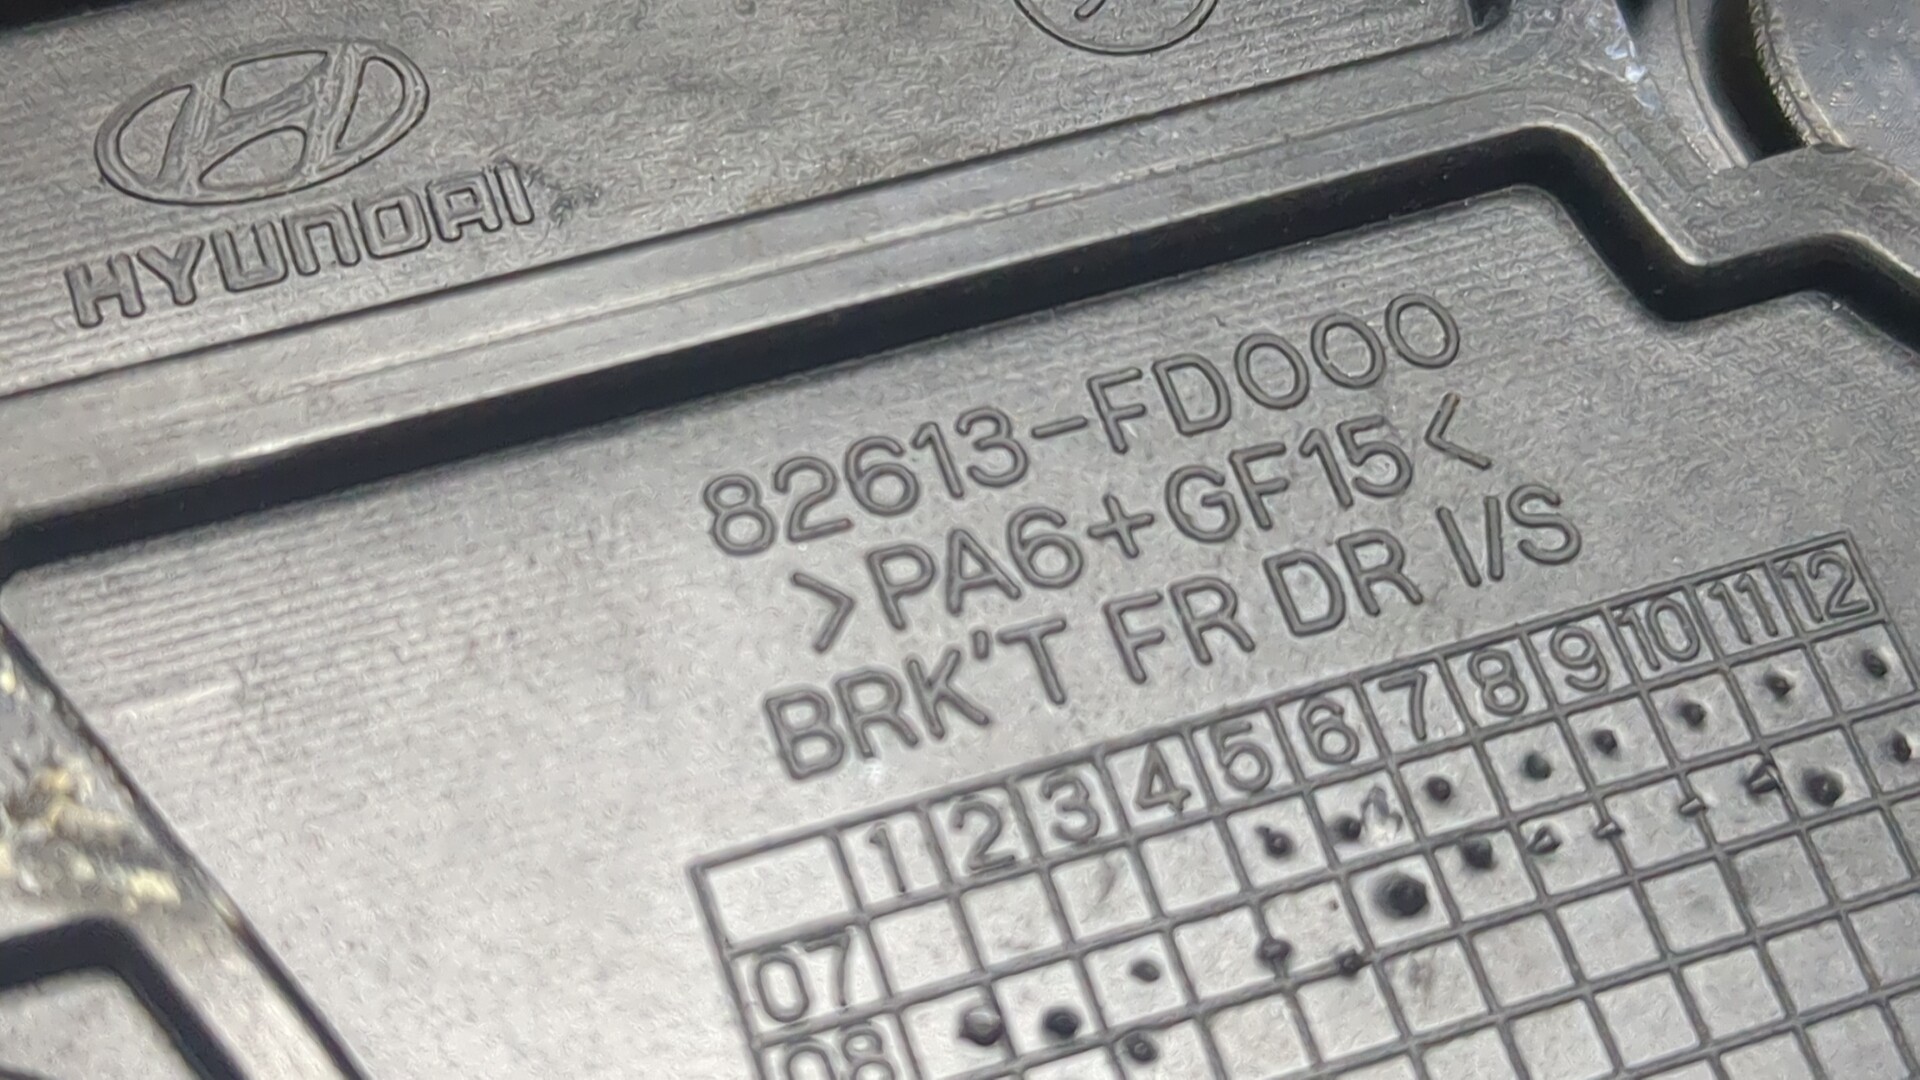 HYUNDAI
82613-FD000
>PA6+GF15<
BRK'T FR DR I/S
1 2 3 4 5 6 7 8 9 10 11 12
07
08